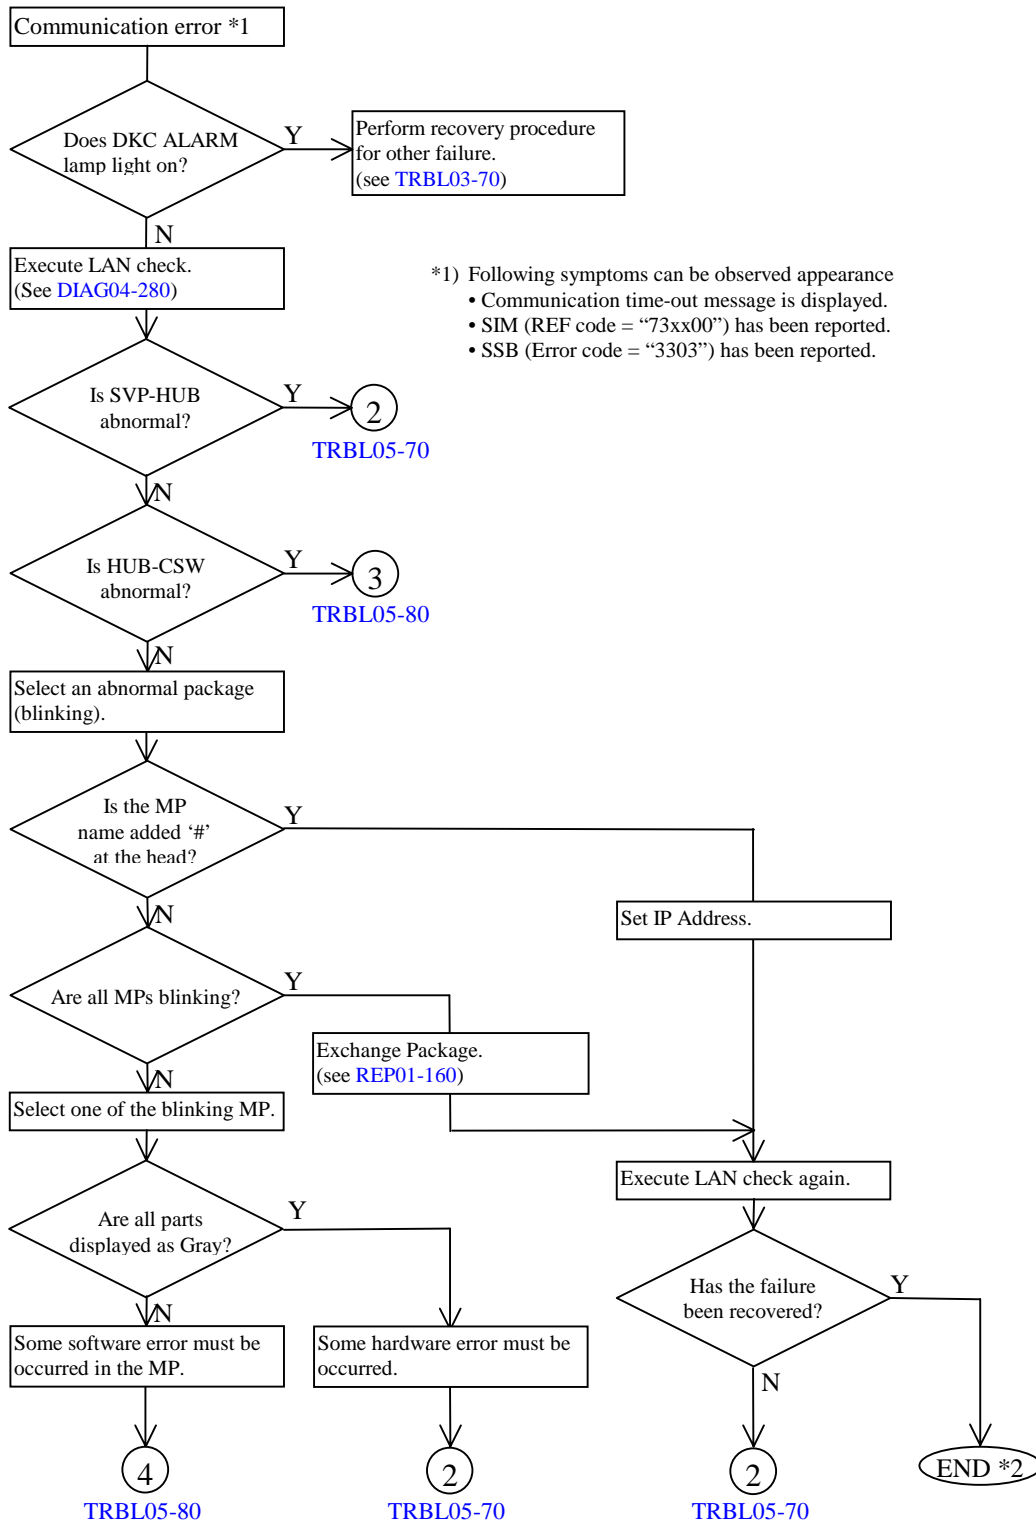 Communication error *1
Does DKC ALARM
lamp light on?
Y
Perform recovery procedure
for other failure.
(see TRBL03-70)
N
Execute LAN check.
(See DIAG04-280)
*1) Following symptoms can be observed appearance
• Communication time-out message is displayed.
• SIM (REF code = “73xx00”) has been reported.
• SSB (Error code = “3303”) has been reported.
Is SVP-HUB
abnormal?
Y
2
TRBL05-70
N
Is HUB-CSW
abnormal?
Y
3
TRBL05-80
N
Select an abnormal package
(blinking).
Is the MP
name added ‘#’
at the head?
Y
N
Set IP Address.
Are all MPs blinking?
Y
Exchange Package.
(see REP01-160)
N
Select one of the blinking MP.
Execute LAN check again.
Are all parts
displayed as Gray?
Y
Has the failure
been recovered?
Y
N
Some software error must be
occurred in the MP.
Some hardware error must be
occurred.
N
4
TRBL05-80
2
TRBL05-70
2
TRBL05-70
END *2